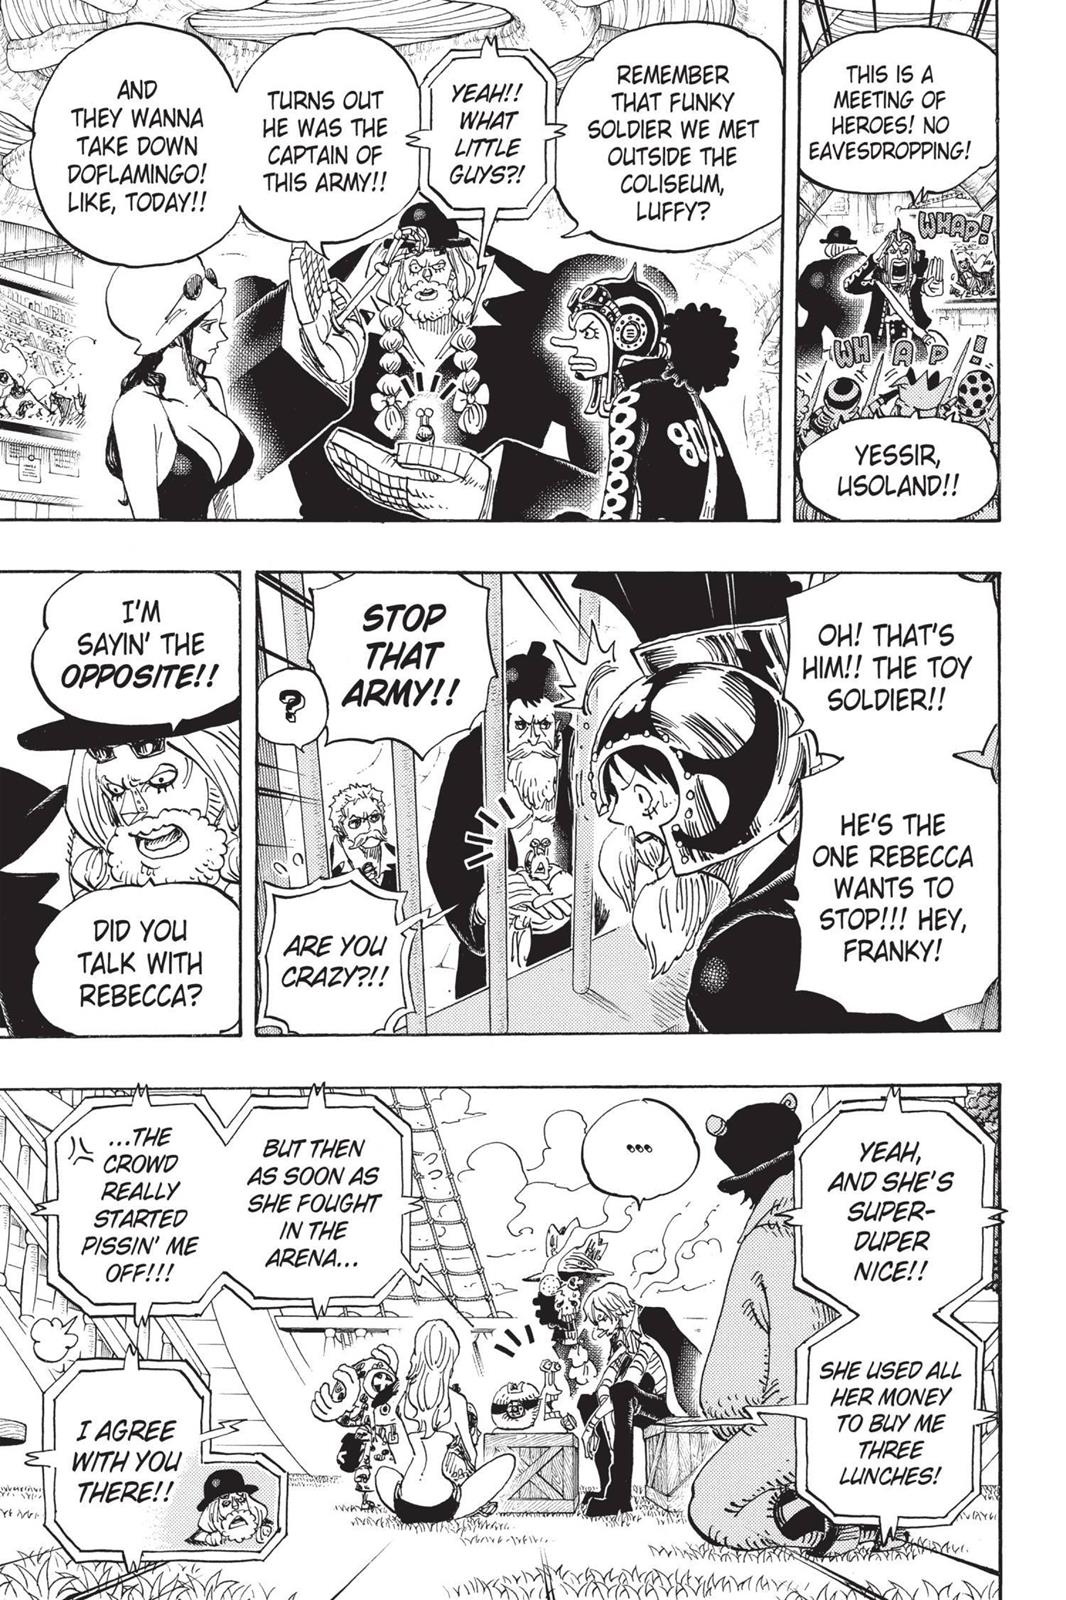 THIS IS A
MEETING OF
HEROES! NO
EAVESDROPPING!
WHAP!
WHAP!
YESSIR,
USOLAND!!
REMEMBER
THAT FUNKY
SOLDIER WE MET
OUTSIDE THE
COLISEUM,
LUFFY?
YEAH!!
WHAT
LITTLE
GUYS?!
TURNS OUT
HE WAS THE
CAPTAIN OF
THIS ARMY!!
AND
THEY WANNA
TAKE DOWN
DOFLAMINGO!
LIKE, TODAY!!
80A
OH! THAT'S
HIM!! THE TOY
SOLDIER!!
HE'S THE
ONE REBECCA
WANTS TO
STOP!!! HEY,
FRANKY!
STOP
THAT
ARMY!!
?
ARE YOU
CRAZY?!!
I'M
SAYIN' THE
OPPOSITE!!
DID YOU
TALK WITH
REBECCA?
YEAH,
AND SHE'S
SUPER-
DUPER
NICE!!
SHE USED ALL
HER MONEY
TO BUY ME
THREE
LUNCHES!
...
BUT THEN
AS SOON AS
SHE FOUGHT
IN THE
ARENA...
...THE
CROWD
REALLY
STARTED
PISSIN' ME
OFF!!!
I AGREE
WITH YOU
THERE!!